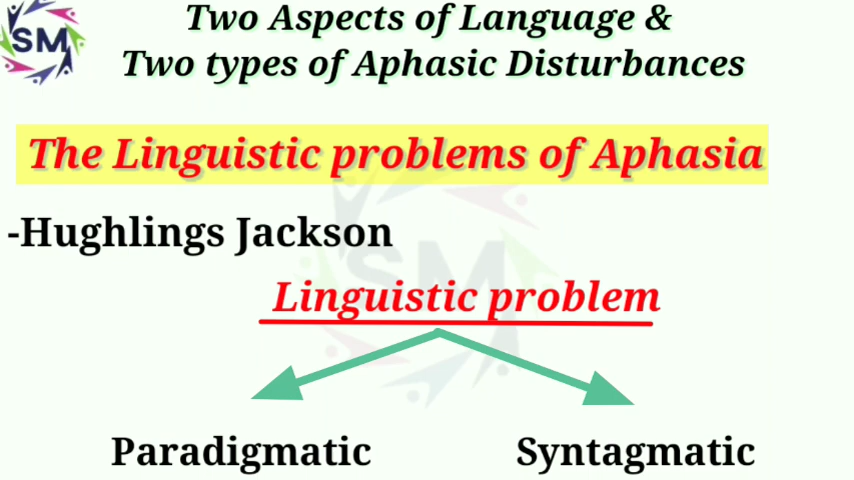 SM
Two Aspects of Language &
Two types of Aphasic Disturbances
The Linguistic problems of Aphasia
-Hughlings Jackson
SM
Linguistic problem
Paradigmatic
Syntagmatic